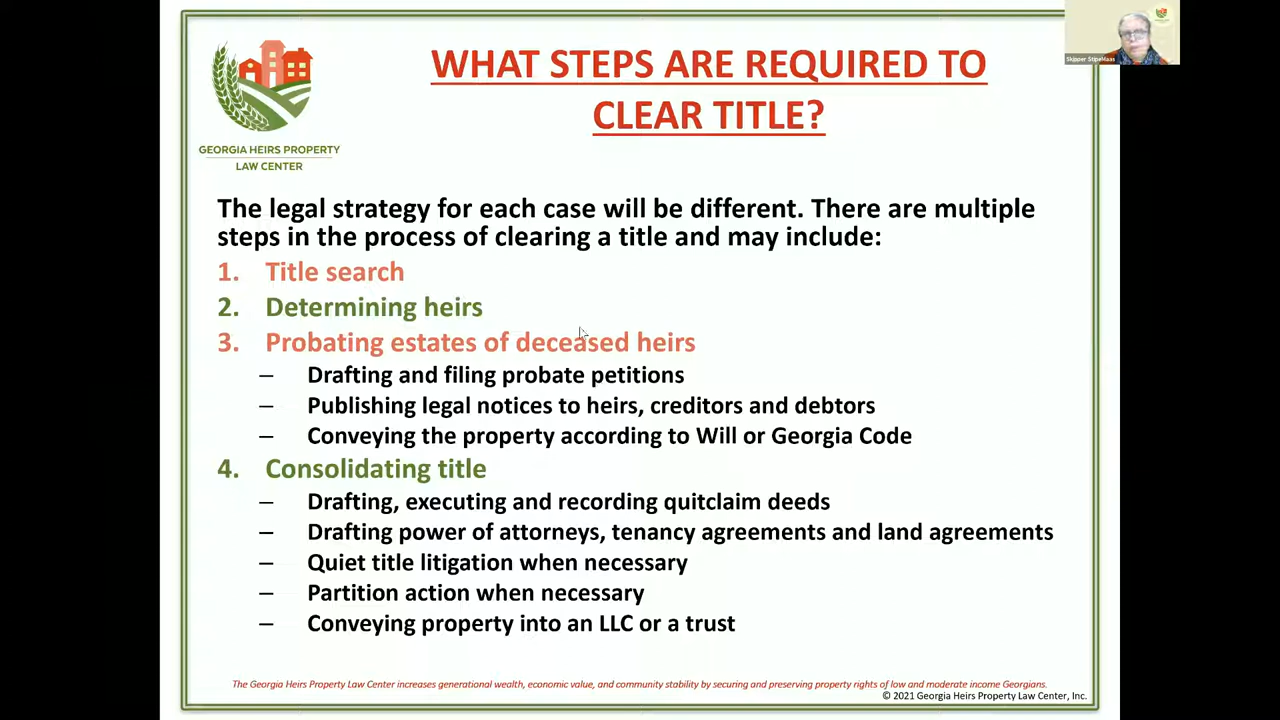 WHAT STEPS ARE REQUIRED TO
CLEAR TITLE?
GEORGIA HEIRS PROPERTY
LAW CENTER
Skipper StipeMaas
The legal strategy for each case will be different. There are multiple
steps in the process of clearing a title and may include:
1. Title search
2. Determining heirs
3. Probating estates of deceased heirs
– Drafting and filing probate petitions
– Publishing legal notices to heirs, creditors and debtors
– Conveying the property according to Will or Georgia Code
4. Consolidating title
– Drafting, executing and recording quitclaim deeds
– Drafting power of attorneys, tenancy agreements and land agreements
– Quiet title litigation when necessary
– Partition action when necessary
– Conveying property into an LLC or a trust
The Georgia Heirs Property Law Center increases generational wealth, economic value, and community stability by securing and preserving property rights of low and moderate income Georgians.
© 2021 Georgia Heirs Property Law Center, Inc.